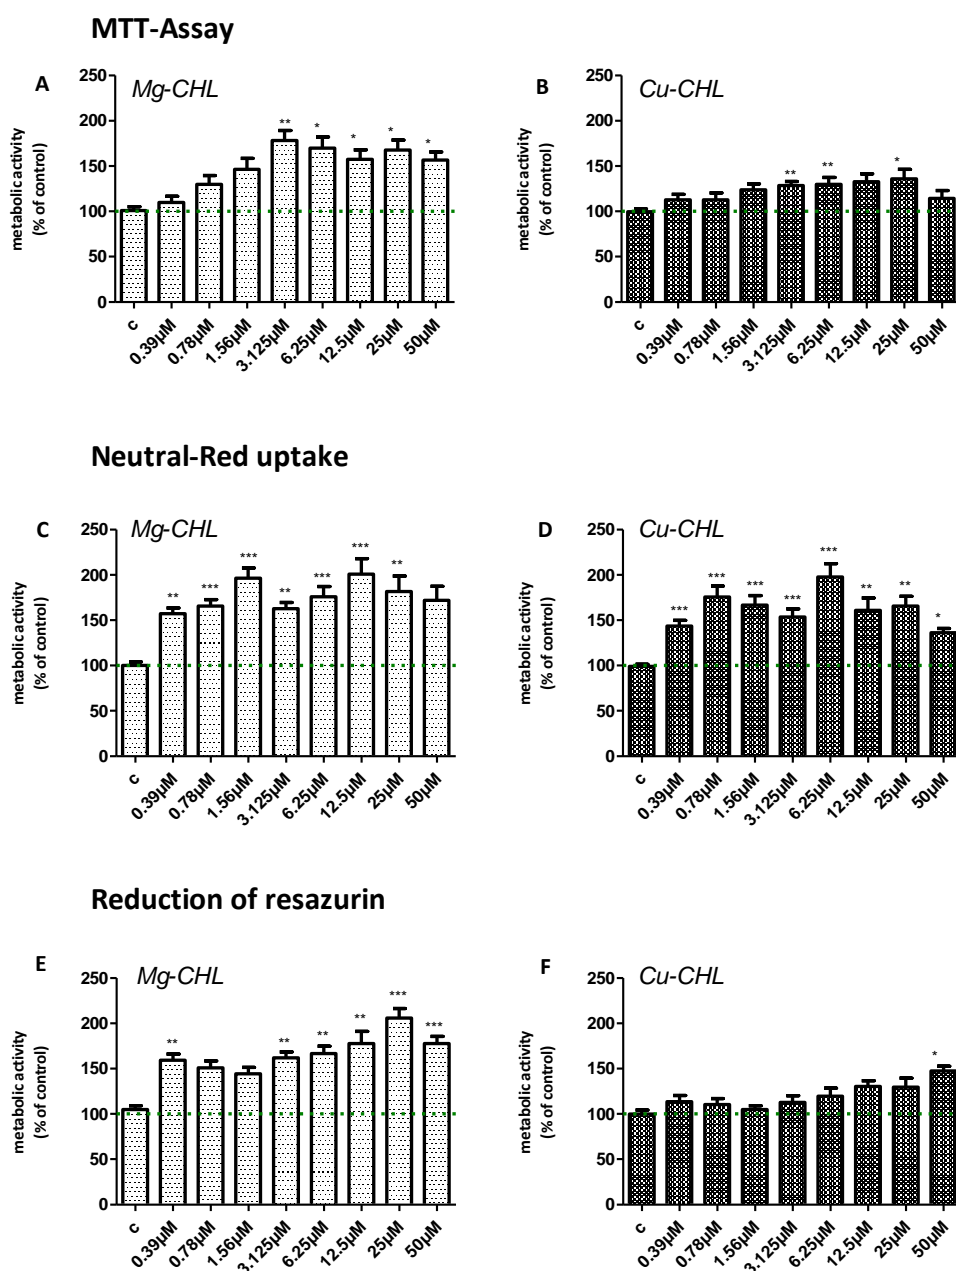 MTT-Assay
A
Mg-CHL
metabolic activity
(% of control)
250
200
150
100
50
0
**
*
*
*
*
c
0.39µM
0.78µM
1.56µM
3.125µM
6.25µM
12.5µM
25µM
50µM
B
Cu-CHL
metabolic activity
(% of control)
250
200
150
100
50
0
**
**
*
c
0.39µM
0.78µM
1.56µM
3.125µM
6.25µM
12.5µM
25µM
50µM
Neutral-Red uptake
C
Mg-CHL
metabolic activity
(% of control)
250
200
150
100
50
0
**
***
***
**
***
***
**
c
0.39µM
0.78µM
1.56µM
3.125µM
6.25µM
12.5µM
25µM
50µM
D
Cu-CHL
metabolic activity
(% of control)
250
200
150
100
50
0
***
***
***
***
***
**
**
*
c
0.39µM
0.78µM
1.56µM
3.125µM
6.25µM
12.5µM
25µM
50µM
Reduction of resazurin
E
Mg-CHL
metabolic activity
(% of control)
250
200
150
100
50
0
**
**
**
**
***
***
c
0.39µM
0.78µM
1.56µM
3.125µM
6.25µM
12.5µM
25µM
50µM
F
Cu-CHL
metabolic activity
(% of control)
250
200
150
100
50
0
*
c
0.39µM
0.78µM
1.56µM
3.125µM
6.25µM
12.5µM
25µM
50µM